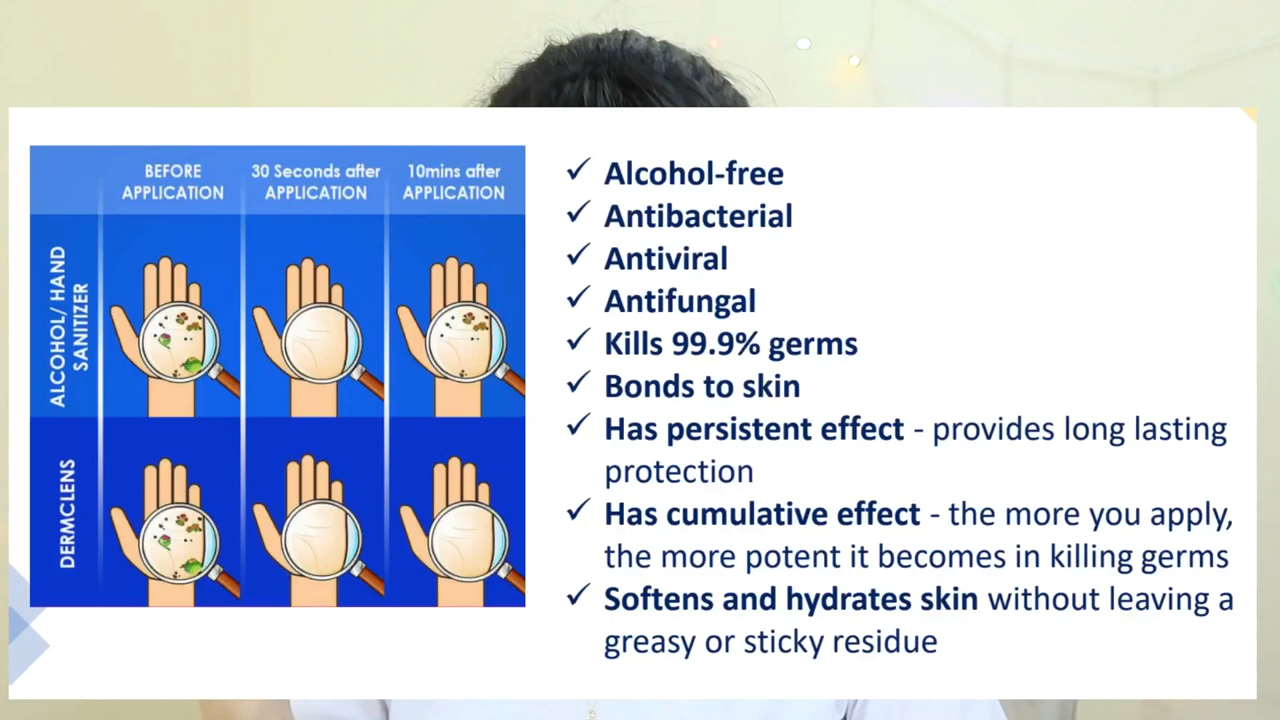 BEFORE
APPLICATION
30 Seconds after
APPLICATION
10mins after
APPLICATION
ALCOHOL/ HAND
SANITIZER
DERMCLENS
✓ Alcohol-free
✓ Antibacterial
✓ Antiviral
✓ Antifungal
✓ Kills 99.9% germs
✓ Bonds to skin
✓ Has persistent effect - provides long lasting
protection
✓ Has cumulative effect - the more you apply,
the more potent it becomes in killing germs
✓ Softens and hydrates skin without leaving a
greasy or sticky residue